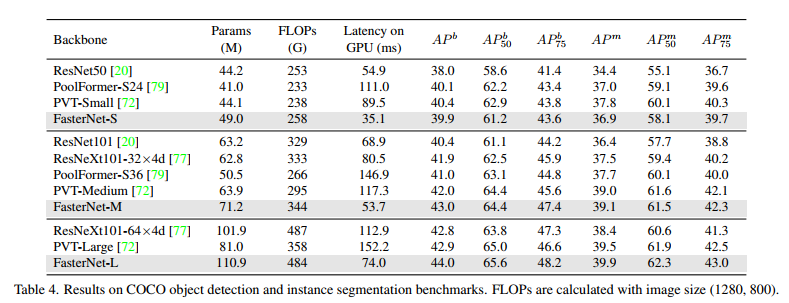 Backbone Params (M) FLOPs (G) Latency on GPU (ms) AP^b AP^b_50 AP^b_75 AP^m AP^m_50 AP^m_75
ResNet50 [20] 44.2 253 54.9 38.0 58.6 41.4 34.4 55.1 36.7
PoolFormer-S24 [79] 41.0 233 111.0 40.1 62.2 43.4 37.0 59.1 39.6
PVT-Small [72] 44.1 238 89.5 40.4 62.9 43.8 37.8 60.1 40.3
FasterNet-S 49.0 258 35.1 39.9 61.2 43.6 36.9 58.1 39.7
ResNet101 [20] 63.2 329 68.9 40.4 61.1 44.2 36.4 57.7 38.8
ResNeXt101-32×4d [77] 62.8 333 80.5 41.9 62.5 45.9 37.5 59.4 40.2
PoolFormer-S36 [79] 50.5 266 146.9 41.0 63.1 44.8 37.7 60.1 40.0
PVT-Medium [72] 63.9 295 117.3 42.0 64.4 45.6 39.0 61.6 42.1
FasterNet-M 71.2 344 53.7 43.0 64.4 47.4 39.1 61.5 42.3
ResNeXt101-64×4d [77] 101.9 487 112.9 42.8 63.8 47.3 38.4 60.6 41.3
PVT-Large [72] 81.0 358 152.2 42.9 65.0 46.6 39.5 61.9 42.5
FasterNet-L 110.9 484 74.0 44.0 65.6 48.2 39.9 62.3 43.0
Table 4. Results on COCO object detection and instance segmentation benchmarks. FLOPs are calculated with image size (1280, 800).